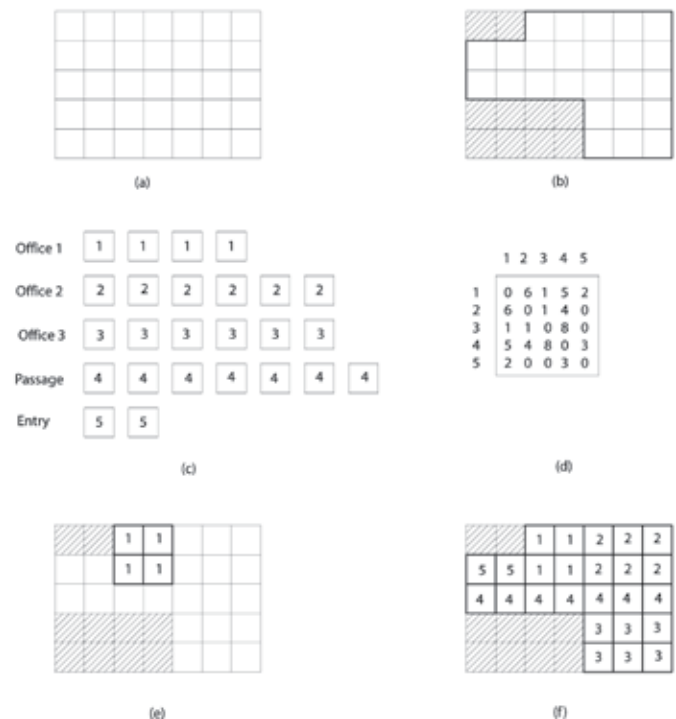 (a)
(b)
Office 1 1 1 1 1
Office 2 2 2 2 2 2 2
Office 3 3 3 3 3 3 3
Passage 4 4 4 4 4 4 4
Entry 5 5
(c)
1 2 3 4 5
1 0 6 1 5 2
2 6 0 1 4 0
3 1 1 0 8 0
4 5 4 8 0 3
5 2 0 0 3 0
(d)
1 1
1 1
(e)
1 1 2 2 2
5 5 1 1 2 2 2
4 4 4 4 4 4 4
3 3 3
3 3 3
(f)